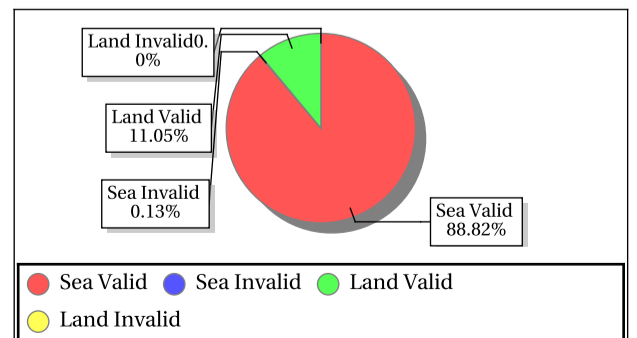 Land Invalid0.
0%
Land Valid
11.05%
Sea Invalid
0.13%
Sea Valid
88.82%
Sea Valid Sea Invalid Land Valid
Land Invalid